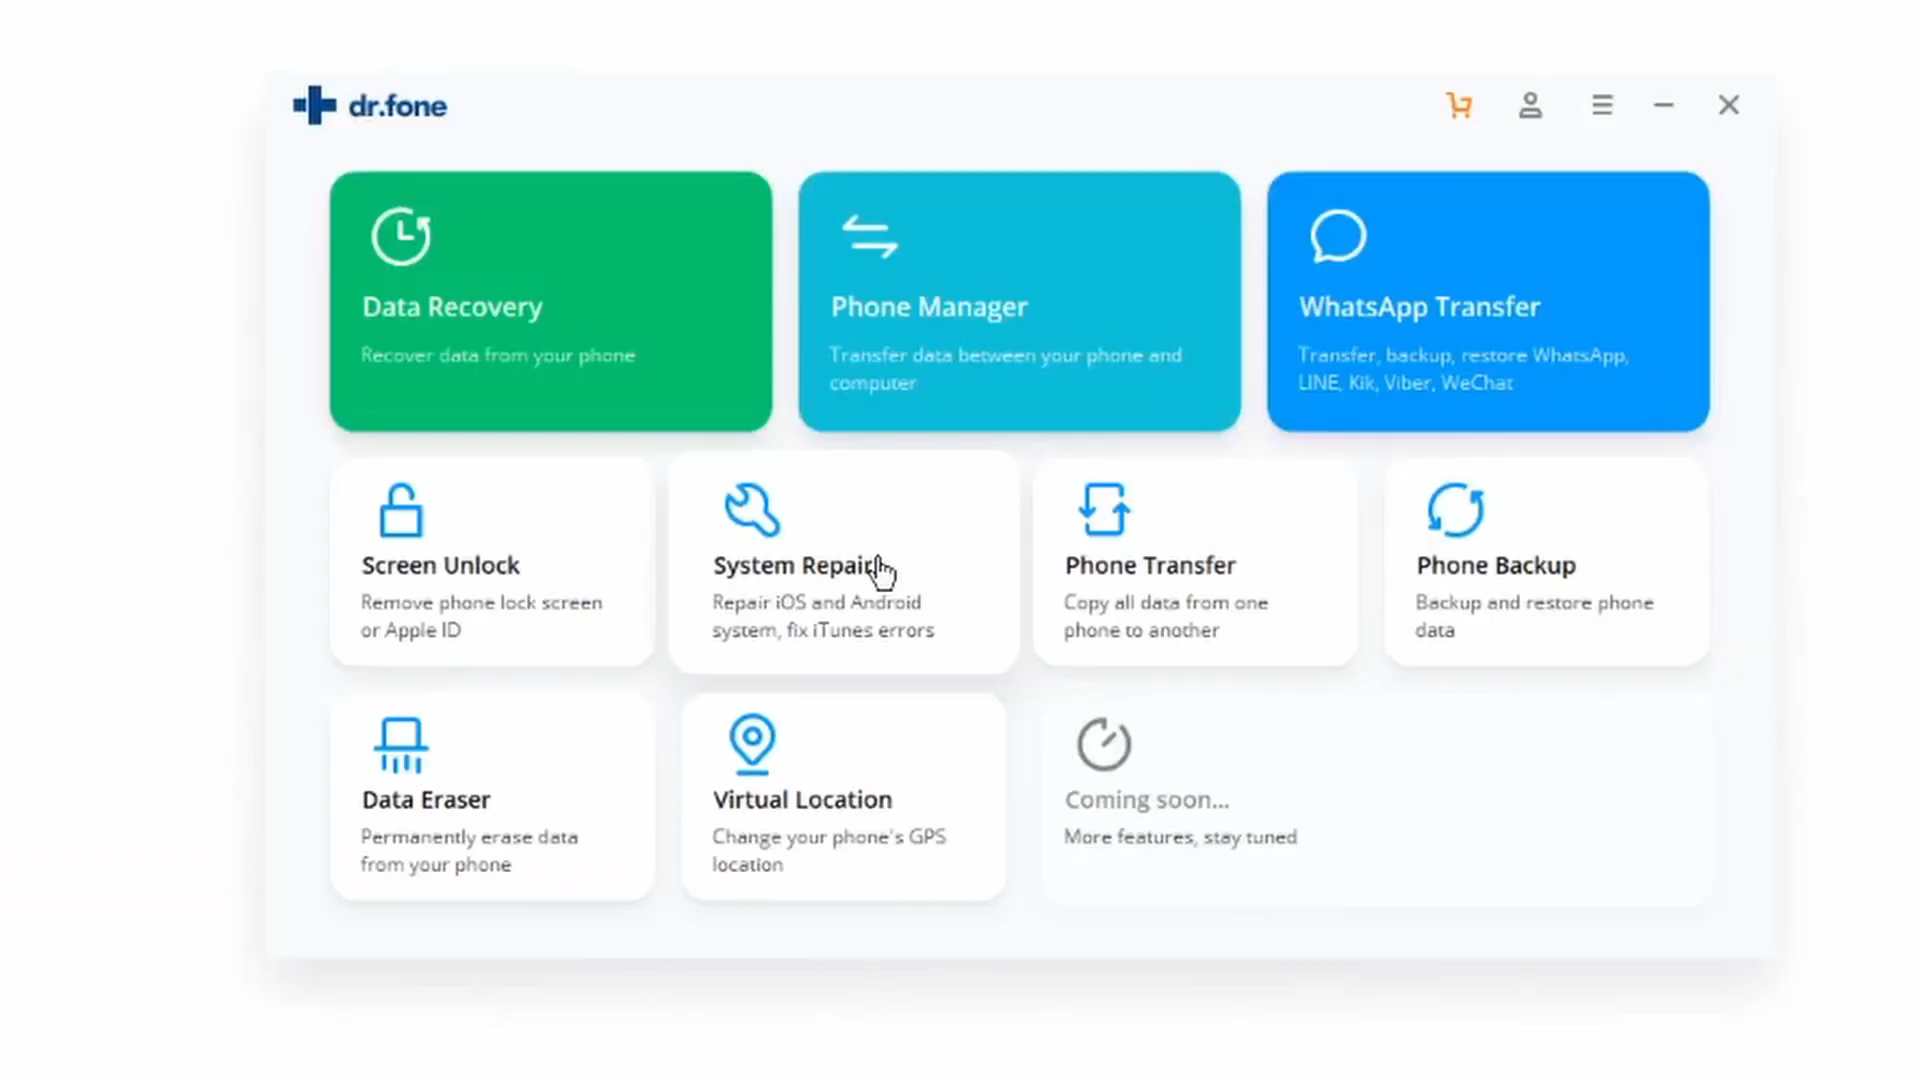 dr.fone
Data Recovery
Recover data from your phone
Phone Manager
Transfer data between your phone and
computer
WhatsApp Transfer
Transfer, backup, restore WhatsApp,
LINE, Kik, Viber, WeChat
Screen Unlock
Remove phone lock screen
or Apple ID
System Repair
Repair iOS and Android
system, fix iTunes errors
Phone Transfer
Copy all data from one
phone to another
Phone Backup
Backup and restore phone
data
Data Eraser
Permanently erase data
from your phone
Virtual Location
Change your phone's GPS
location
Coming soon...
More features, stay tuned